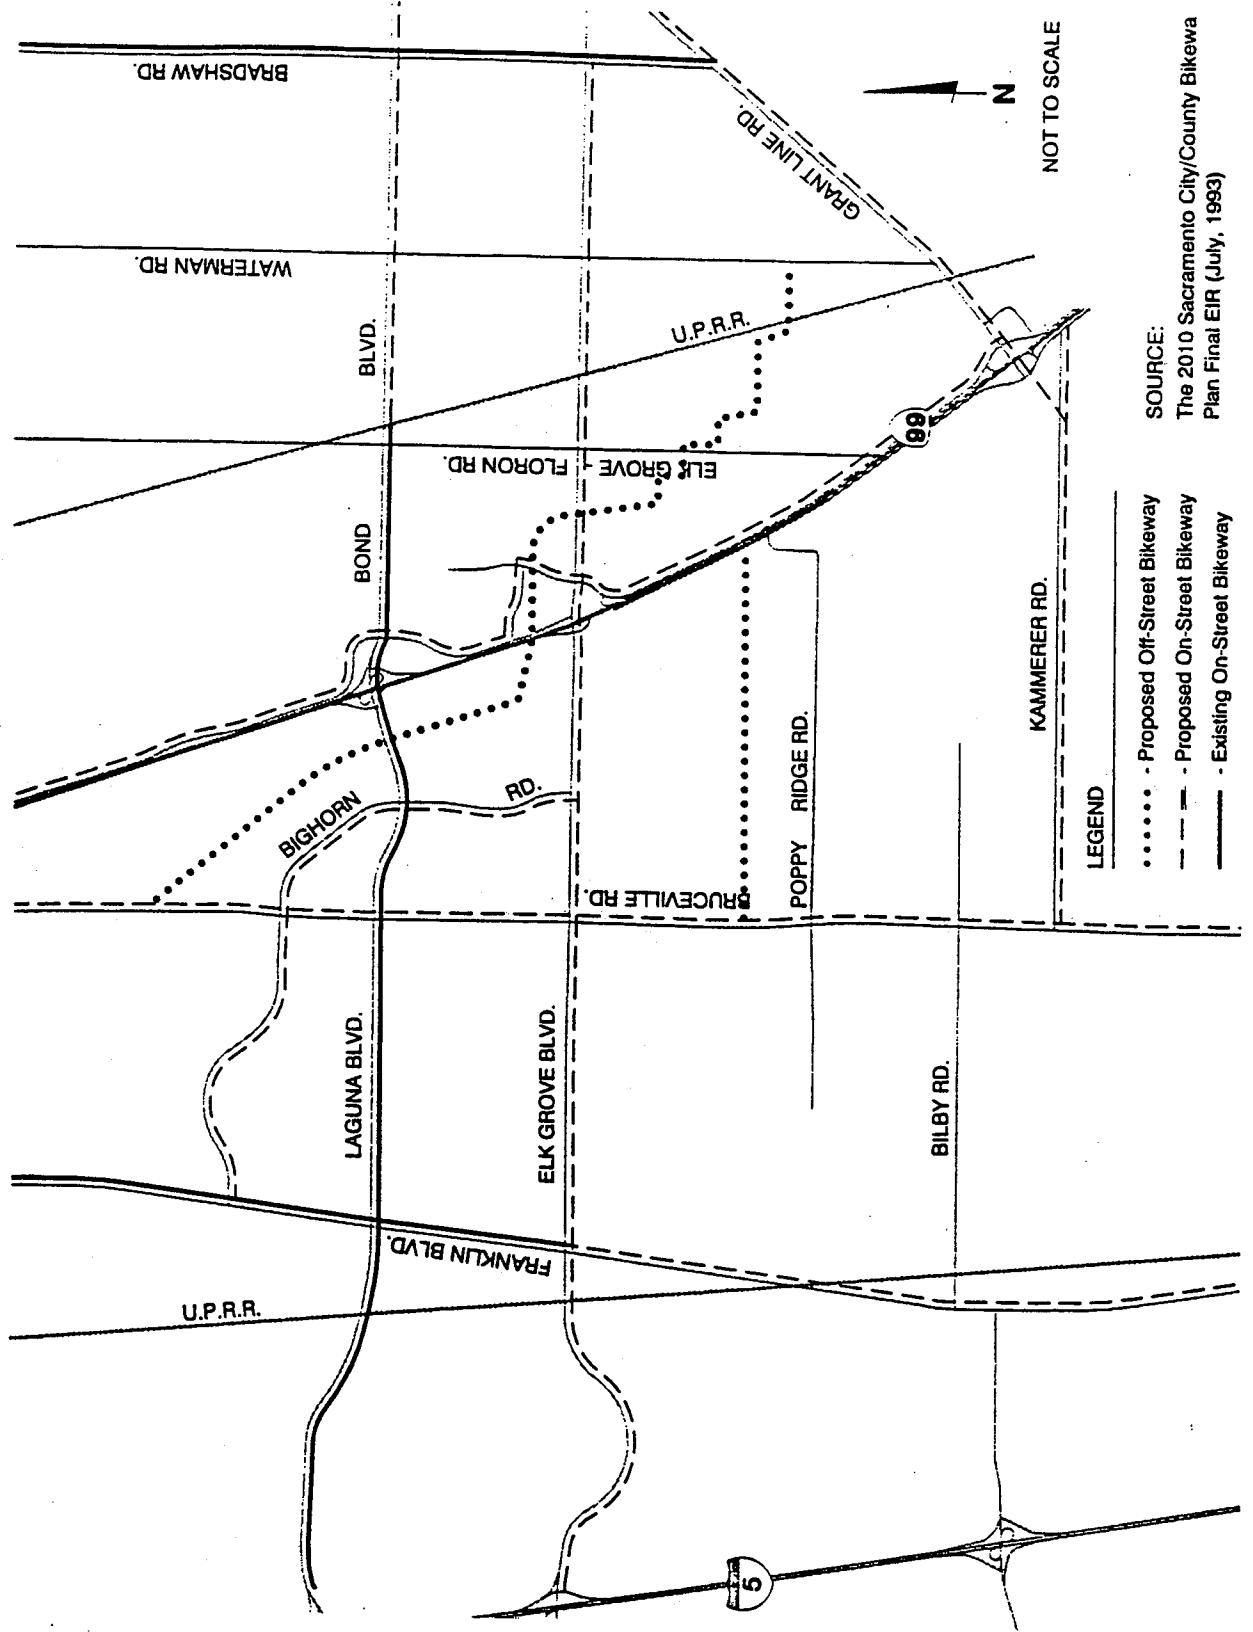 BRADSHAW RD.
WATERMAN RD.
GRANT LINE RD.
N
NOT TO SCALE
BLVD.
U.P.R.R.
ELK GROVE - FLORON RD.
BOND
99
BIGHORN
RD.
BRUCEVILLE RD.
POPPY RIDGE RD.
KAMMERER RD.
LAGUNA BLVD.
ELK GROVE BLVD.
BILBY RD.
FRANKLIN BLVD.
U.P.R.R.
5
LEGEND
- Proposed Off-Street Bikeway
- Proposed On-Street Bikeway
- Existing On-Street Bikeway
SOURCE:
The 2010 Sacramento City/County Bikewa
Plan Final EIR (July, 1993)